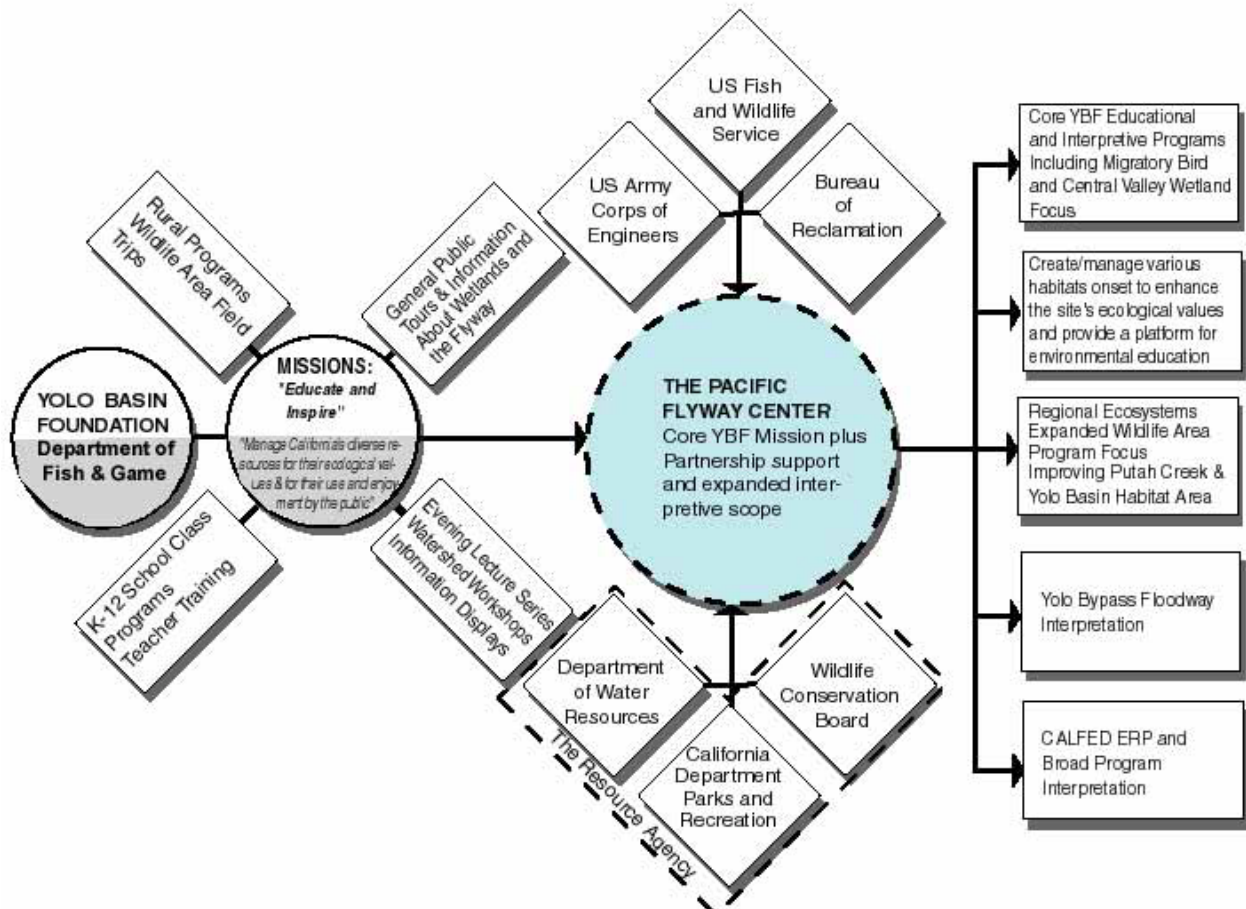 YOLO BASIN
FOUNDATION
Department of
Fish & Game
Rural Programs
Wildlife Area Field
Trips
K-12 School Class
Programs
Teacher Training
MISSIONS:
"Educate and
Inspire"
"Manage California's diverse re-
sources for their ecological val-
ues & for their use and enjoy-
ment by the public"
General Public
Tours & Information
About Wetlands and
the Flyway
Evening Lecture Series
Watershed Workshops
Information Displays
US Fish
and Wildlife
Service
US Army
Corps of
Engineers
Bureau
of
Reclamation
THE PACIFIC
FLYWAY CENTER
Core YBF Mission plus
Partnership support
and expanded inter-
pretive scope
Department
of Water
Resources
Wildlife
Conservation
Board
California
Department
Parks and
Recreation
The Resource Agency
Core YBF Educational
and Interpretive Programs
Including Migratory Bird
and Central Valley Wetland
Focus
Create/manage various
habitats onset to enhance
the site's ecological values
and provide a platform for
environmental education
Regional Ecosystems
Expanded Wildlife Area
Program Focus
Improving Putah Creek &
Yolo Basin Habitat Area
Yolo Bypass Floodway
Interpretation
CALFED ERP and
Broad Program
Interpretation